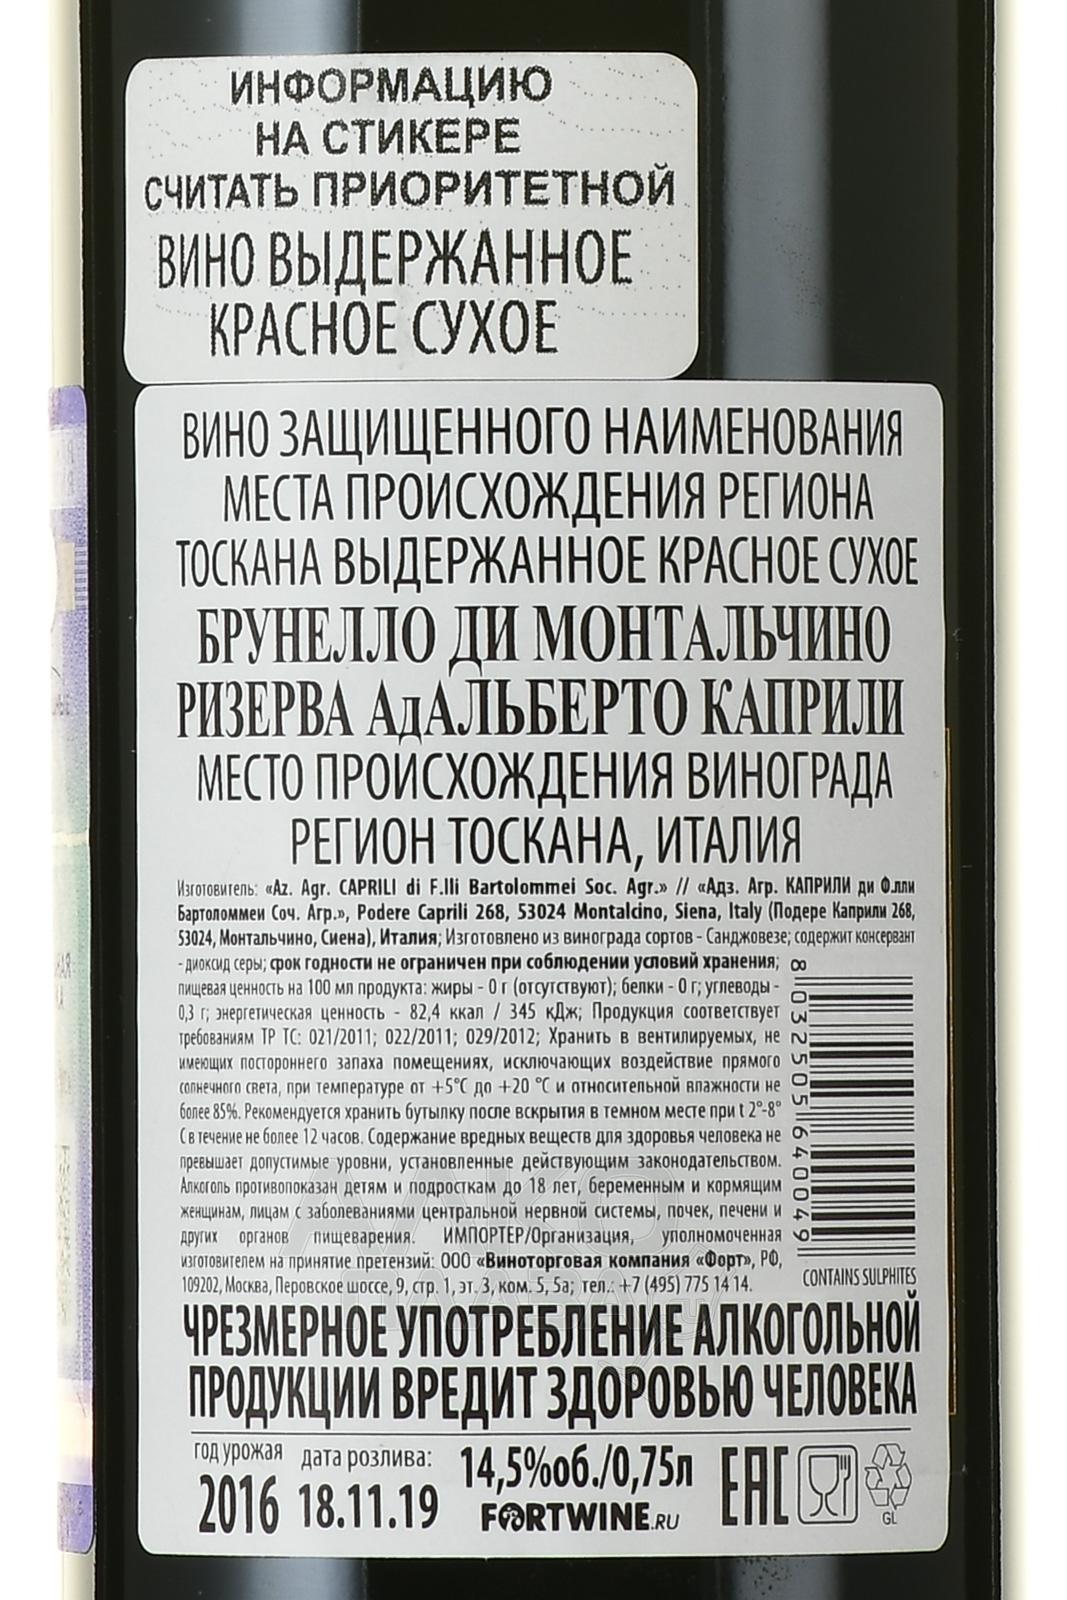 ИНФОРМАЦИЮ
НА СТИКЕРЕ
СЧИТАТЬ ПРИОРИТЕТНОЙ
ВИНО ВЫДЕРЖАННОЕ
КРАСНОЕ СУХОЕ
ВИНО ЗАЩИЩЕННОГО НАИМЕНОВАНИЯ
МЕСТА ПРОИСХОЖДЕНИЯ РЕГИОНА
ТОСКАНА ВЫДЕРЖАННОЕ КРАСНОЕ СУХОЕ
БРУНЕЛЛО ДИ МОНТАЛЬЧИНО
РИЗЕРВА АдАЛЬБЕРТО КАПРИЛИ
МЕСТО ПРОИСХОЖДЕНИЯ ВИНОГРАДА
РЕГИОН ТОСКАНА, ИТАЛИЯ
Изготовитель: «Az. Agr. CAPRILI di F.lli Bartolommei Soc. Agr.» // «Адз. Агр. КАПРИЛИ ди Ф.лли
Бартоломмеи Соч. Агр.», Podere Caprili 268, 53024 Montalcino, Siena, Italy (Подере Каприли 268,
53024, Монтальчино, Сиена), Италия; Изготовлено из винограда сортов - Санджовезе; содержит консервант
- диоксид серы; срок годности не ограничен при соблюдении условий хранения;
пищевая ценность на 100 мл продукта: жиры - 0 г (отсутствуют); белки - 0 г; углеводы -
0,3 г; энергетическая ценность - 82,4 ккал / 345 кДж; Продукция соответствует
требованиям ТР ТС: 021/2011; 022/2011; 029/2012; Хранить в вентилируемых, не
имеющих постороннего запаха помещениях, исключающих воздействие прямого
солнечного света, при температуре от +5°С до +20 °С и относительной влажности не
более 85%. Рекомендуется хранить бутылку после вскрытия в темном месте при t 2°-8°
С в течение не более 12 часов. Содержание вредных веществ для здоровья человека не
превышает допустимые уровни, установленные действующим законодательством.
Алкоголь противопоказан детям и подросткам до 18 лет, беременным и кормящим
женщинам, лицам с заболеваниями центральной нервной системы, почек, печени и
других органов пищеварения. ИМПОРТЕР/Организация, уполномоченная
изготовителем на принятие претензий: ООО «Виноторговая компания «Форт», РФ,
109202, Москва, Перовское шоссе, 9, стр. 1, эт. 3, ком. 5, 5а; тел.: +7 (495) 775 14 14.
8 032505 640049
CONTAINS SULPHITES
ЧРЕЗМЕРНОЕ УПОТРЕБЛЕНИЕ АЛКОГОЛЬНОЙ
ПРОДУКЦИИ ВРЕДИТ ЗДОРОВЬЮ ЧЕЛОВЕКА
год урожая дата розлива: 14,5%об./0,75л
2016 18.11.19 FORTWINE.RU
EAC
GL